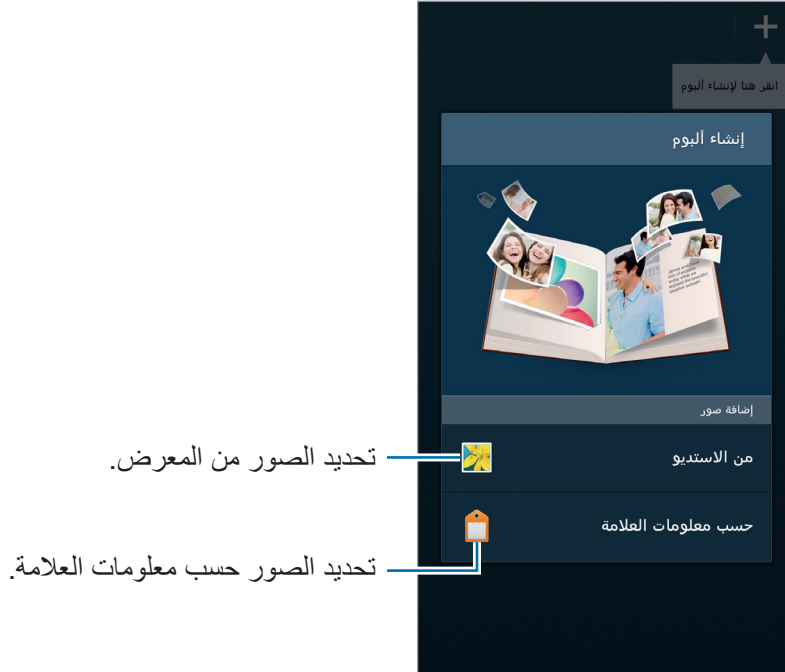 انقر هنا لإنشاء ألبوم
إنشاء ألبوم
إضافة صور
من الاستديو
تحديد الصور من المعرض.
حسب معلومات العلامة
تحديد الصور حسب معلومات العلامة.